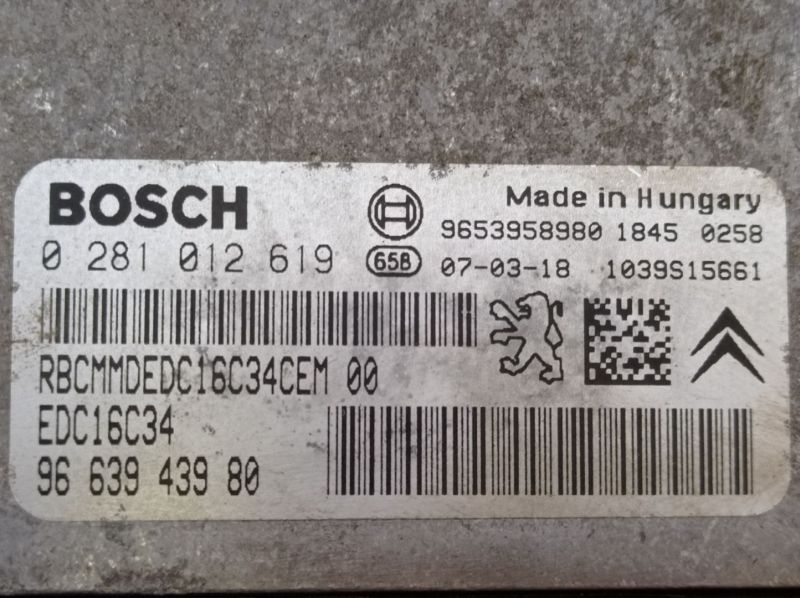 BOSCH
Made in Hungary
9653958980 1845 0258
0 281 012 619
65B
07-03-18 1039S15661
RBCMMDEDC16C34CEM 00
EDC16C34
96 639 439 80